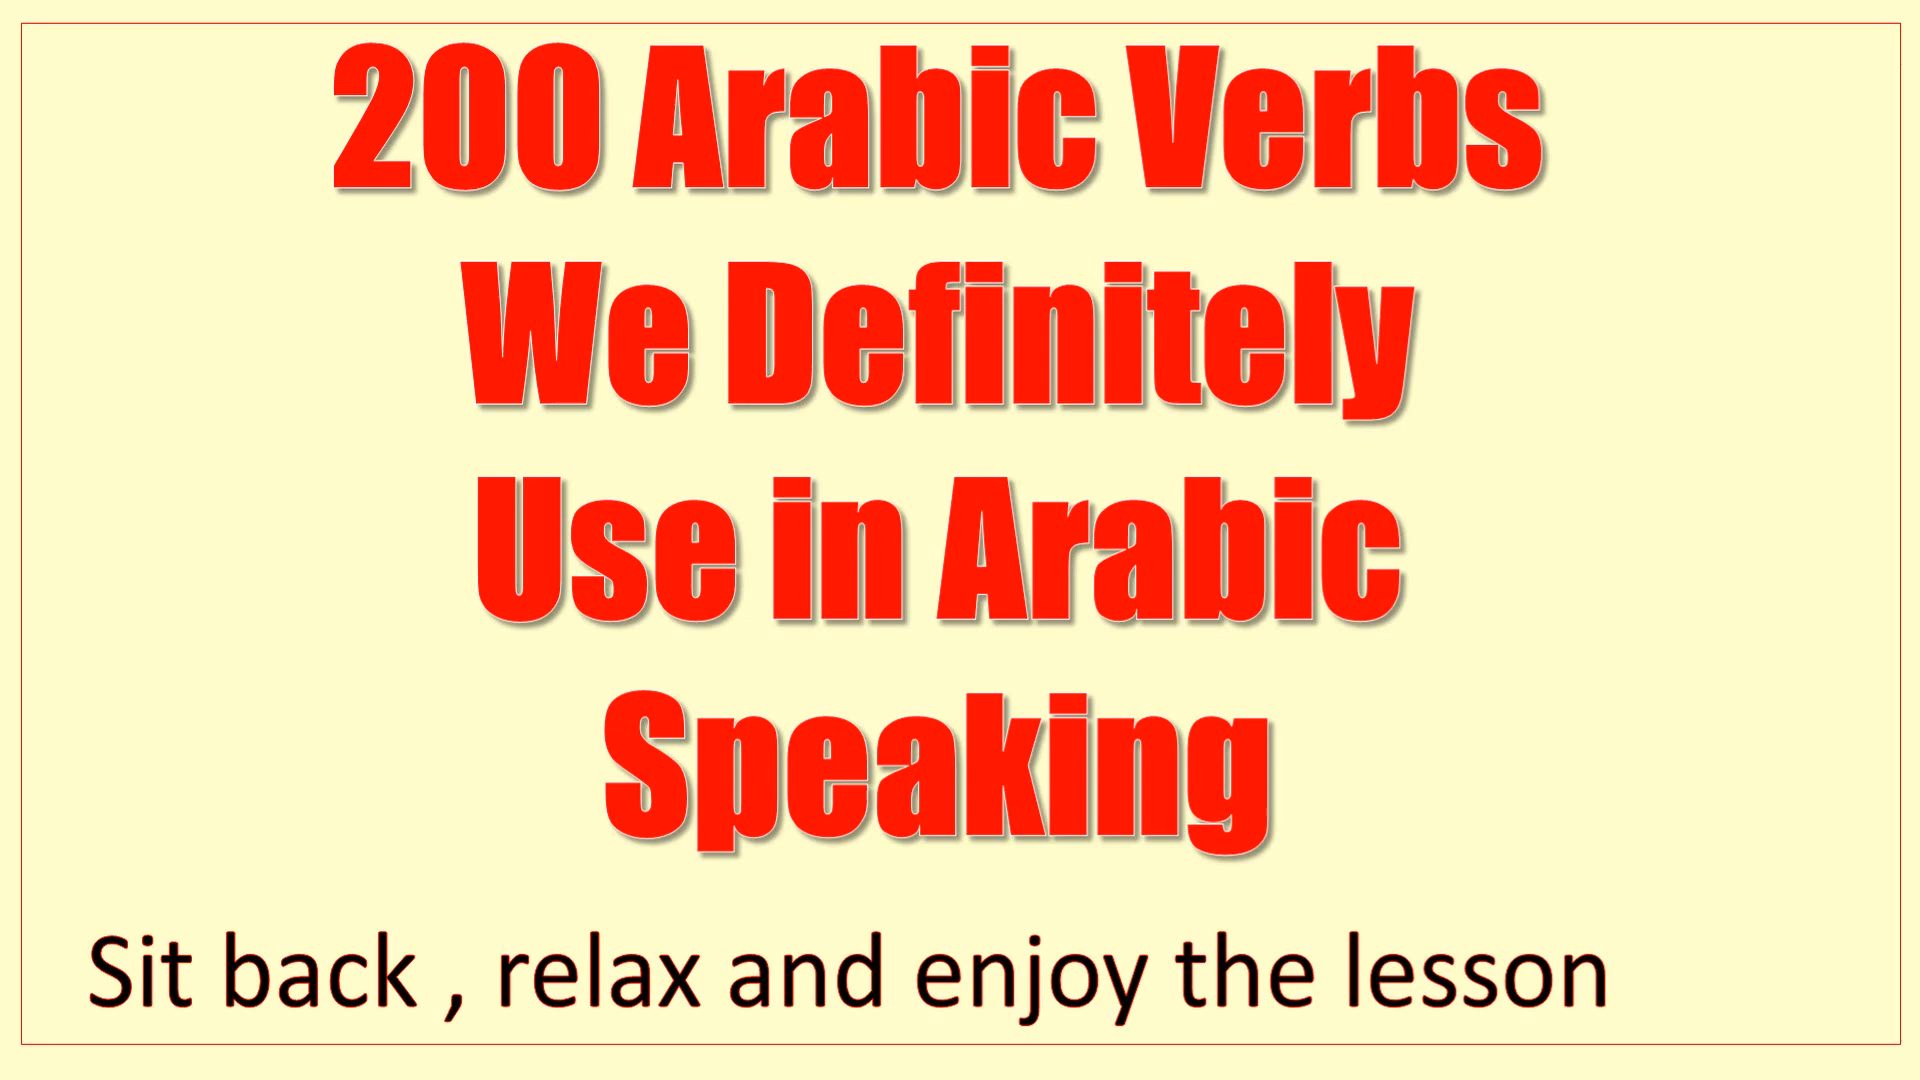 200 Arabic Verbs
We Definitely
Use in Arabic
Speaking
Sit back , relax and enjoy the lesson